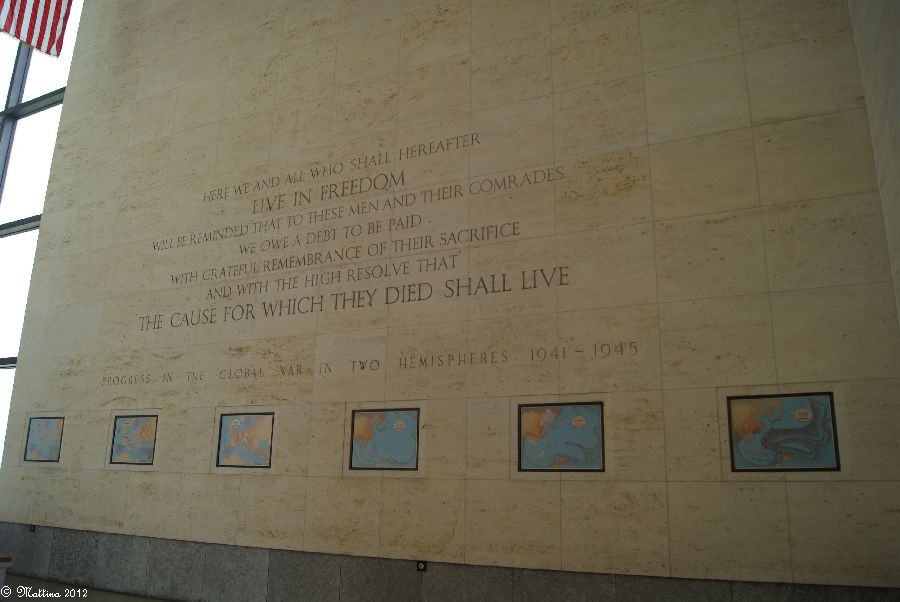 HERE WE AND ALL WHO SHALL HEREAFTER
LIVE IN FREEDOM
WILL BE REMINDED THAT TO THESE MEN AND THEIR COMRADES
WE OWE A DEBT TO BE PAID .
WITH GRATEFUL REMEMBRANCE OF THEIR SACRIFICE
AND WITH THE HIGH RESOLVE THAT
THE CAUSE FOR WHICH THEY DIED SHALL LIVE
PROGRESS IN THE GLOBAL WAR IN TWO HEMISPHERES 1941 - 1945
© Mattina 2012